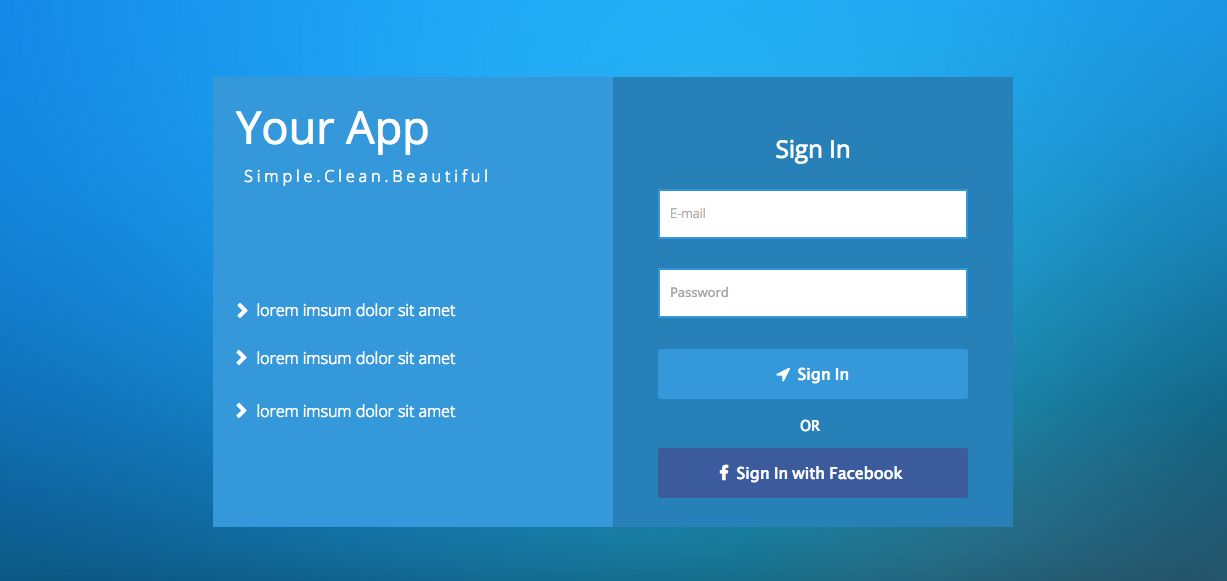 Your App
Simple.Clean.Beautiful
lorem imsum dolor sit amet
lorem imsum dolor sit amet
lorem imsum dolor sit amet
Sign In
E-mail
Password
Sign In
OR
Sign In with Facebook